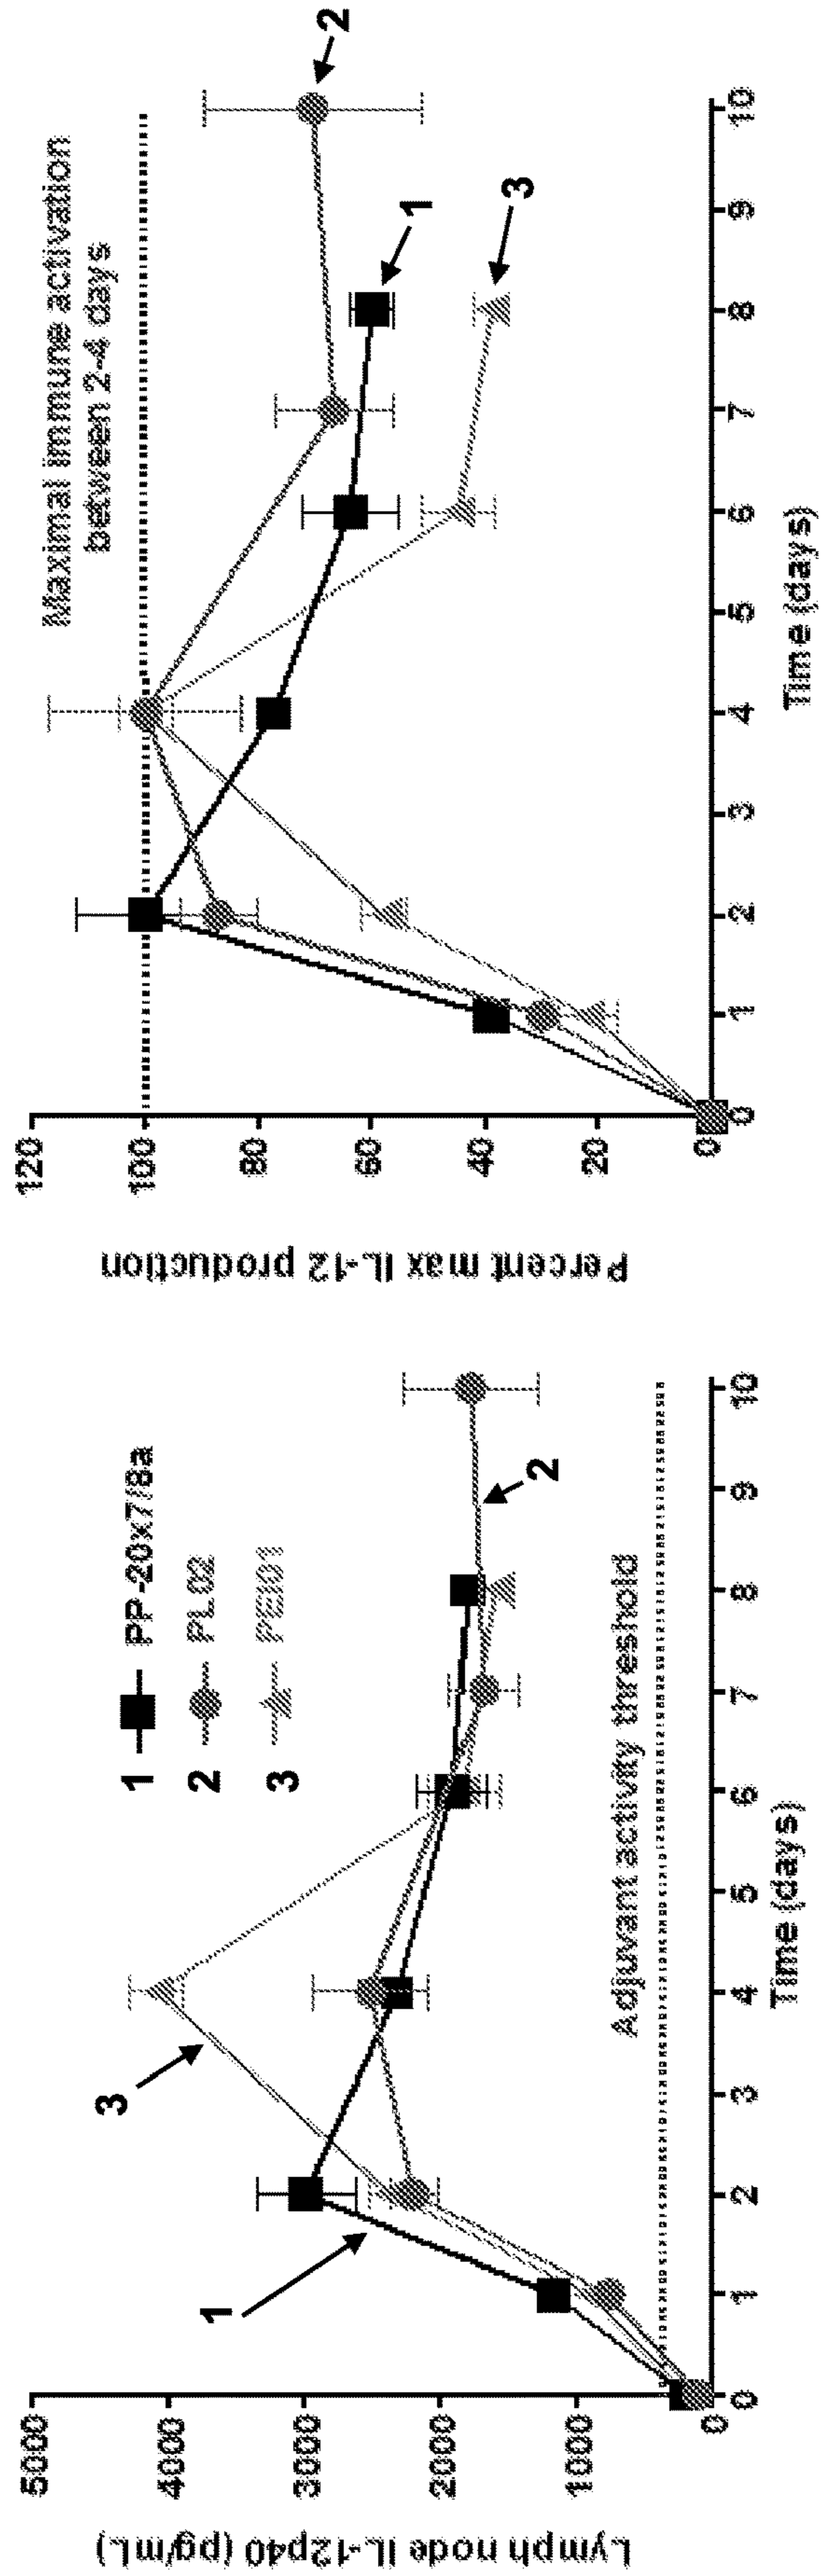 Lymph node IL-12p40 (pg/mL)
5000
4000
3000
2000
1000
0
1 PP-20x7/8a
2 PL02
3 PEI01
1
3
2
Adjuvant activity threshold
0 1 2 3 4 5 6 7 8 9 10
Time (days)
Percent max IL-12 production
120
100
80
60
40
20
0
Maximal immune activation
between 2-4 days
2
1
3
0 1 2 3 4 5 6 7 8 9 10
Time (days)